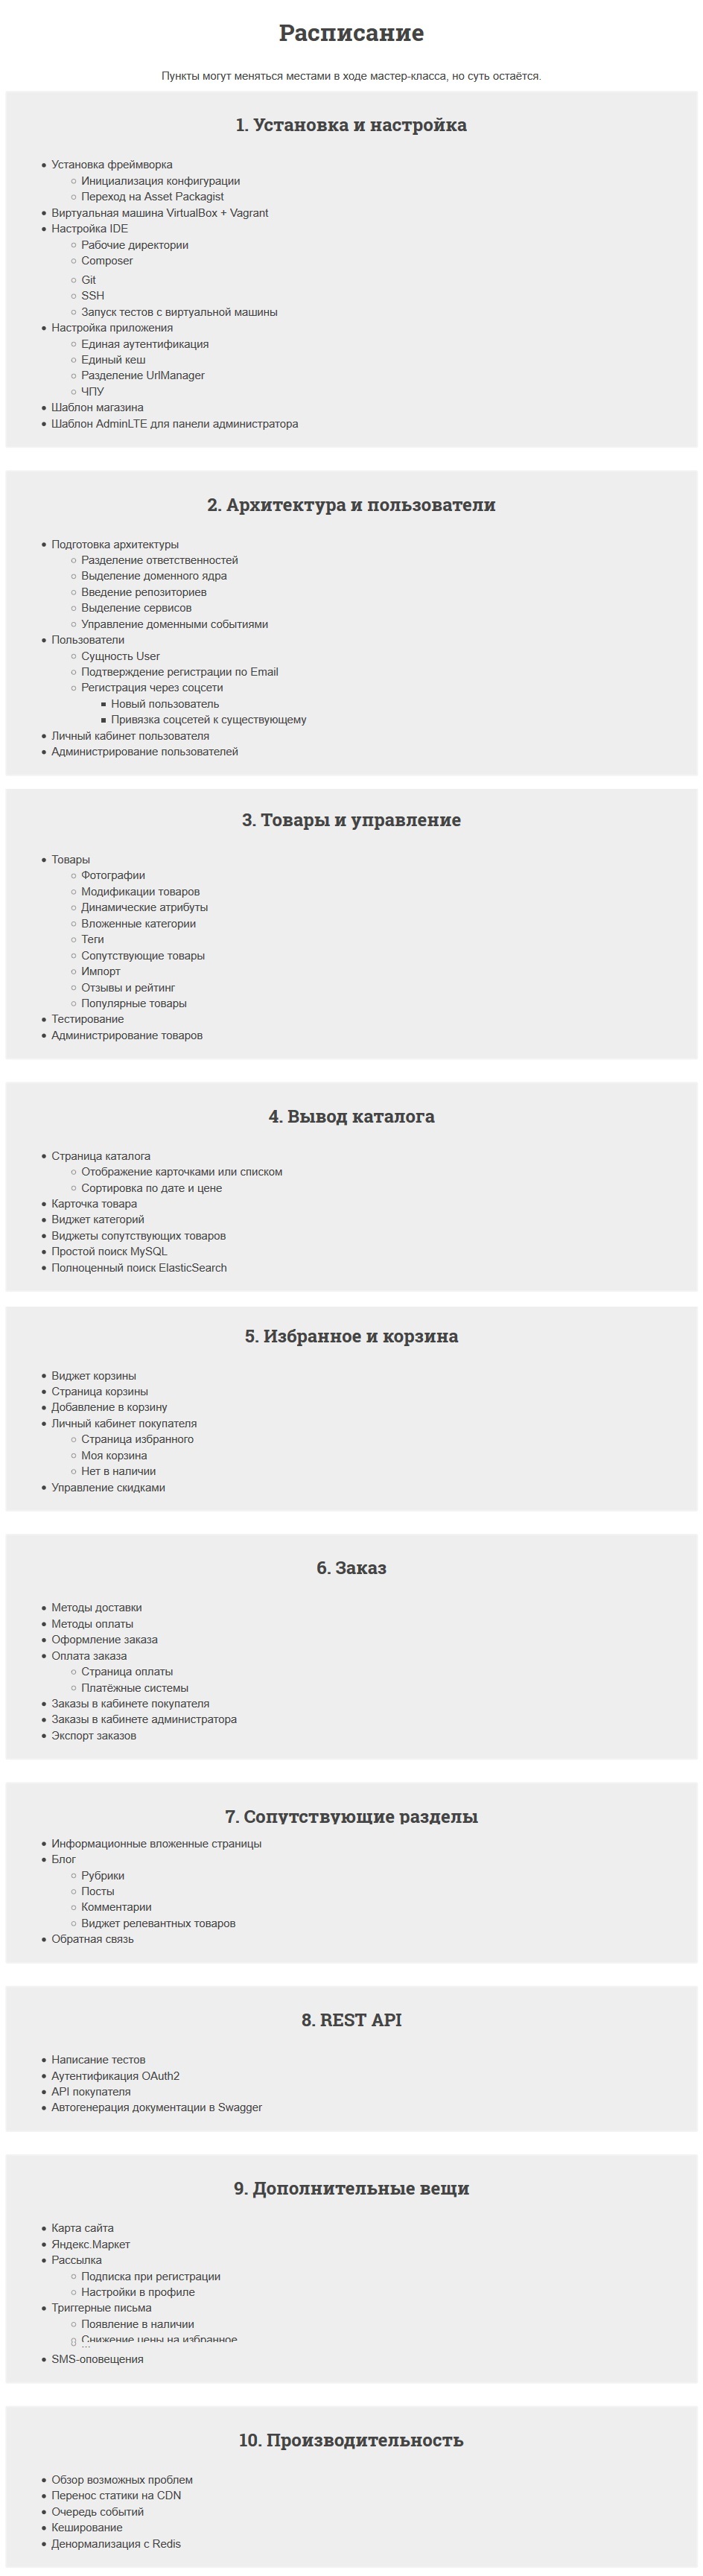 Расписание
Пункты могут меняться местами в ходе мастер-класса, но суть остаётся.
1. Установка и настройка
Установка фреймворка
Инициализация конфигурации
Переход на Asset Packagist
Виртуальная машина VirtualBox + Vagrant
Настройка IDE
Рабочие директории
Composer
Git
SSH
Запуск тестов с виртуальной машины
Настройка приложения
Единая аутентификация
Единый кеш
Разделение UrlManager
ЧПУ
Шаблон магазина
Шаблон AdminLTE для панели администратора
2. Архитектура и пользователи
Подготовка архитектуры
Разделение ответственностей
Выделение доменного ядра
Введение репозиториев
Выделение сервисов
Управление доменными событиями
Пользователи
Сущность User
Подтверждение регистрации по Email
Регистрация через соцсети
Новый пользователь
Привязка соцсетей к существующему
Личный кабинет пользователя
Администрирование пользователей
3. Товары и управление
Товары
Фотографии
Модификации товаров
Динамические атрибуты
Вложенные категории
Теги
Сопутствующие товары
Импорт
Отзывы и рейтинг
Популярные товары
Тестирование
Администрирование товаров
4. Вывод каталога
Страница каталога
Отображение карточками или списком
Сортировка по дате и цене
Карточка товара
Виджет категорий
Виджеты сопутствующих товаров
Простой поиск MySQL
Полноценный поиск ElasticSearch
5. Избранное и корзина
Виджет корзины
Страница корзины
Добавление в корзину
Личный кабинет покупателя
Страница избранного
Моя корзина
Нет в наличии
Управление скидками
6. Заказ
Методы доставки
Методы оплаты
Оформление заказа
Оплата заказа
Страница оплаты
Платёжные системы
Заказы в кабинете покупателя
Заказы в кабинете администратора
Экспорт заказов
7. Сопутствующие разделы
Информационные вложенные страницы
Блог
Рубрики
Посты
Комментарии
Виджет релевантных товаров
Обратная связь
8. REST API
Написание тестов
Аутентификация OAuth2
API покупателя
Автогенерация документации в Swagger
9. Дополнительные вещи
Карта сайта
Яндекс.Маркет
Рассылка
Подписка при регистрации
Настройки в профиле
Триггерные письма
Появление в наличии
Снижение цены на избранное
...
SMS-оповещения
10. Производительность
Обзор возможных проблем
Перенос статики на CDN
Очередь событий
Кеширование
Денормализация с Redis